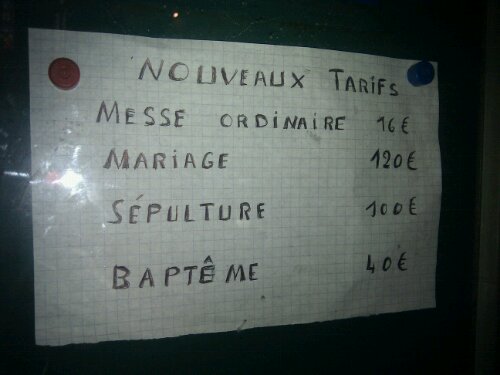 NOUVEAUX TARIFS
MESSE ORDINAIRE 16€
MARIAGE 120€
SÉPULTURE 100€
BAPTÊME 40€